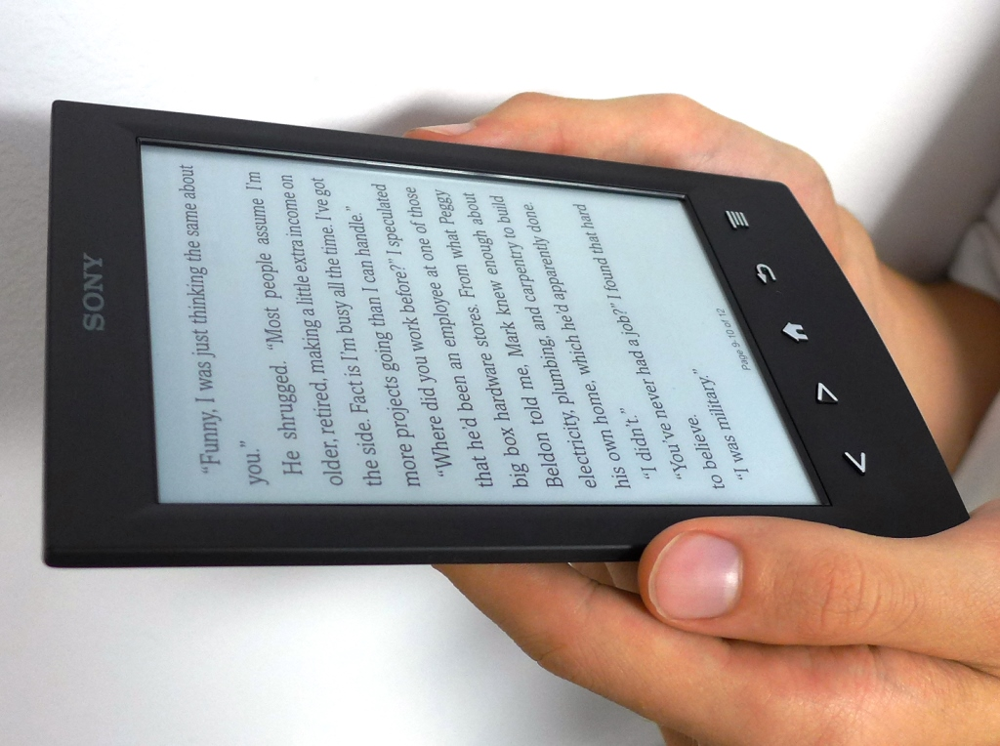 SONY
“Funny, I was just thinking the same about
you.”
He shrugged. “Most people assume I'm
older, retired, making a little extra income on
the side. Fact is I'm busy all the time. I've got
more projects going than I can handle.”
“Where did you work before?” I speculated
that he'd been an employee at one of those
big box hardware stores. From what Peggy
Beldon told me, Mark knew enough about
electricity, plumbing, and carpentry to build
his own home, which he'd apparently done.
“I didn't.”
“You've never had a job?” I found that hard
to believe.
“I was military.”
Page 9-10 of 12